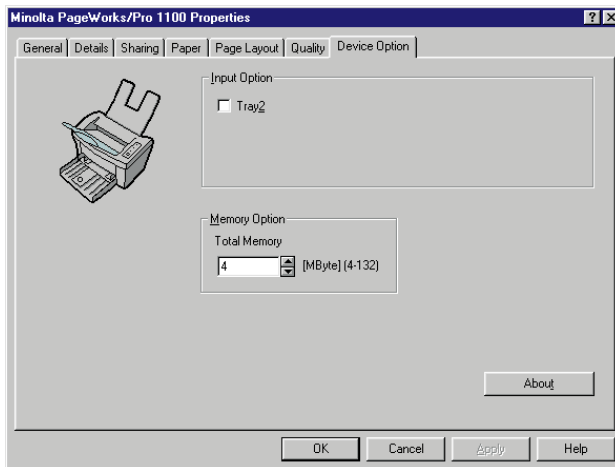 Minolta PageWorks/Pro 1100 Properties
General Details Sharing Paper Page Layout Quality Device Option
Input Option
Tray2
Memory Option
Total Memory
4 [MByte] (4-132)
About
OK Cancel Apply Help